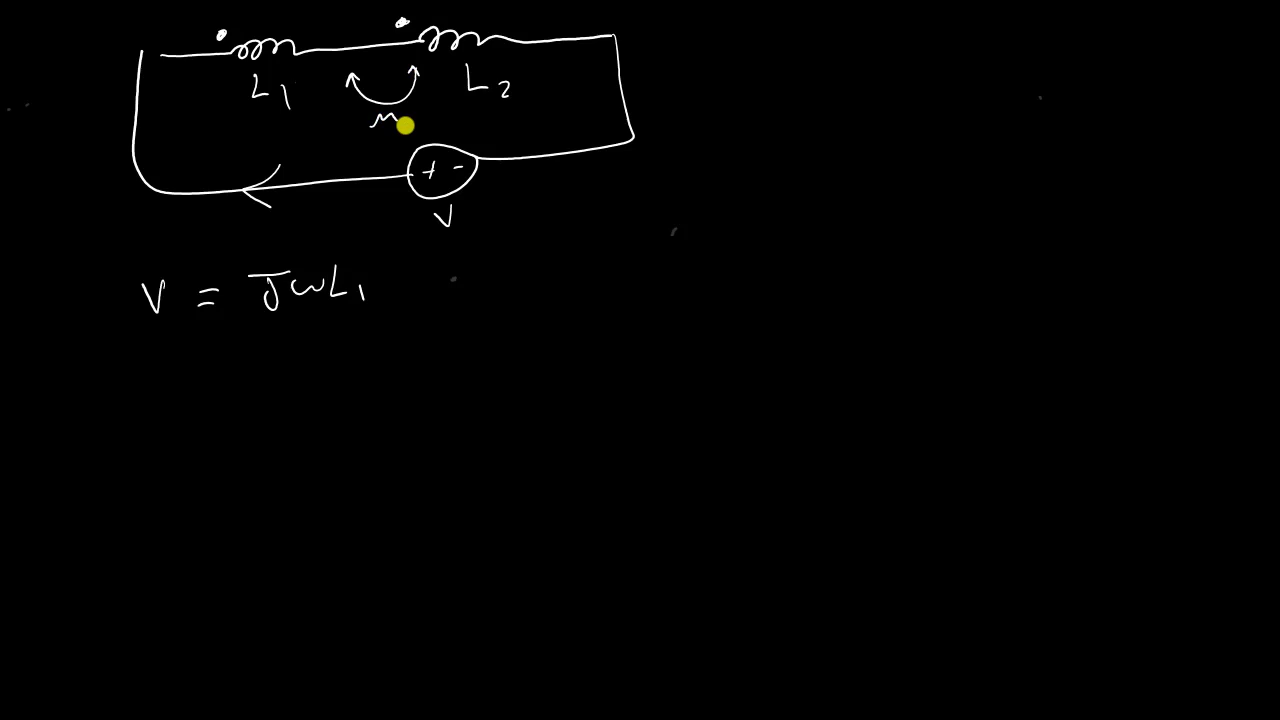 L1 L2
M
+ -
V
V = JωL1